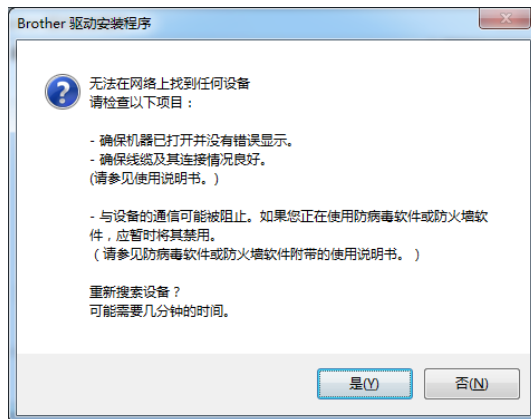 Brother 驱动安装程序
无法在网络上找到任何设备
请检查以下项目：
- 确保机器已打开并没有错误显示。
- 确保线缆及其连接情况良好。
(请参见使用说明书。)
- 与设备的通信可能被阻止。如果您正在使用防病毒软件或防火墙软
件，应暂时将其禁用。
（请参见防病毒软件或防火墙软件附带的使用说明书。）
重新搜索设备？
可能需要几分钟的时间。
是(Y)
否(N)